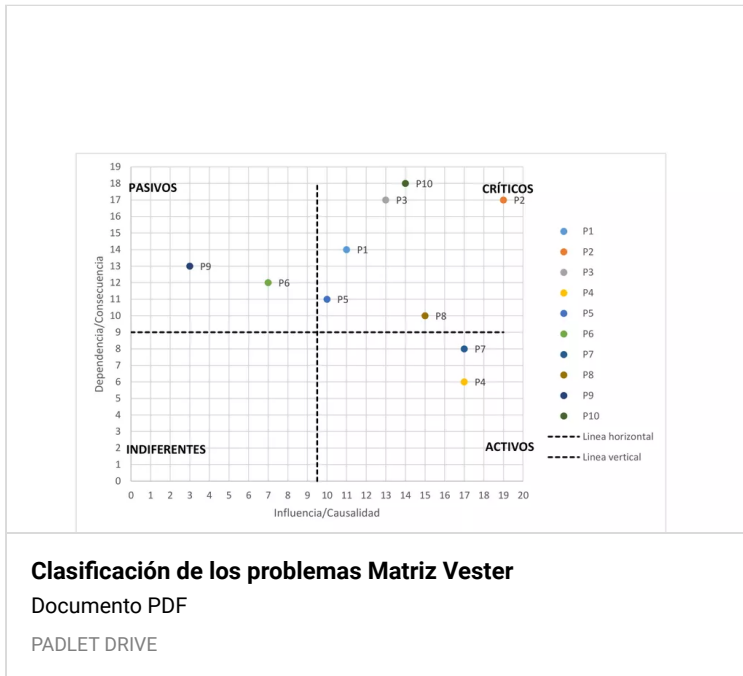 19
18
17
16
15
14
13
12
11
10
9
8
7
6
5
4
3
2
1
0
Dependencia/Consecuencia
PASIVOS
CRÍTICOS
P10
P3
P2
P1
P9
P6
P5
P8
P7
P4
INDIFERENTES
ACTIVOS
0 1 2 3 4 5 6 7 8 9 10 11 12 13 14 15 16 17 18 19 20
Influencia/Causalidad
P1
P2
P3
P4
P5
P6
P7
P8
P9
P10
Linea horizontal
Linea vertical
Clasificación de los problemas Matriz Vester
Documento PDF
PADLET DRIVE